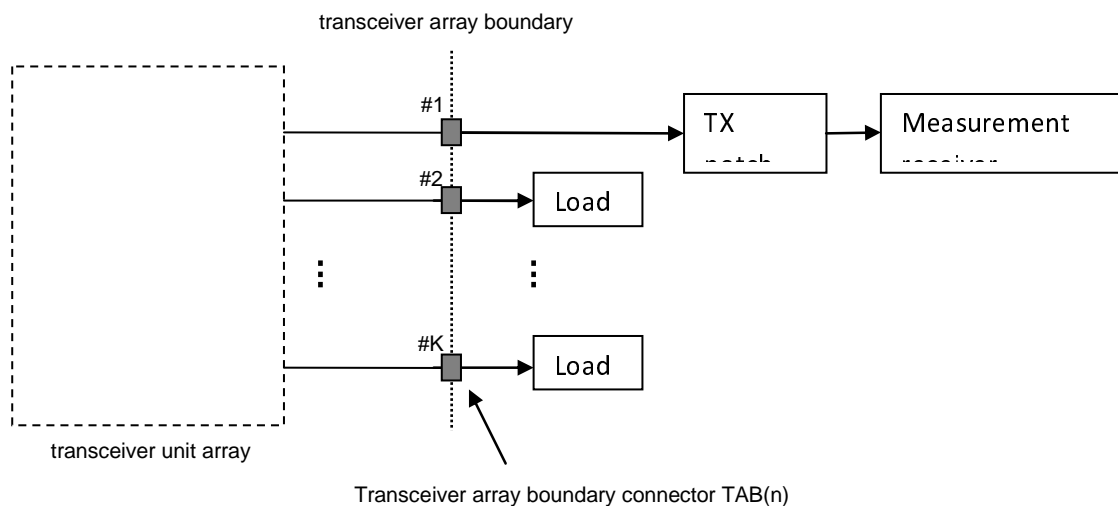 transceiver array boundary
#1
TX
Measurement
#2
Load
#K
Load
transceiver unit array
Transceiver array boundary connector TAB(n)